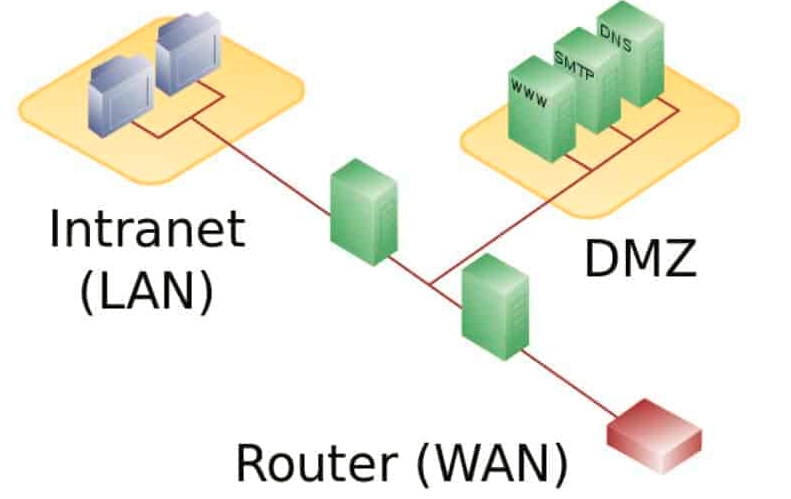 WWW
SMTP
DNS
Intranet
(LAN)
DMZ
Router (WAN)